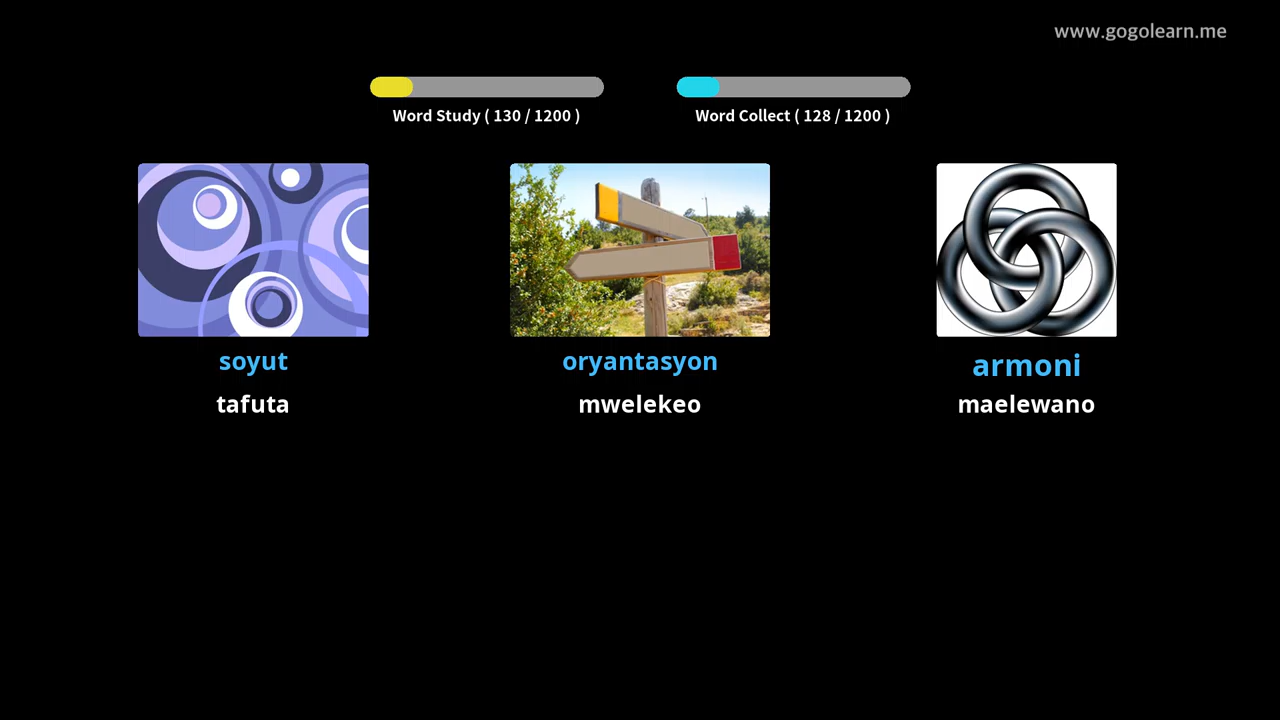 www.gogolearn.me
Word Study ( 130 / 1200 )
Word Collect ( 128 / 1200 )
soyut
oryantasyon
armoni
tafuta
mwelekeo
maelewano